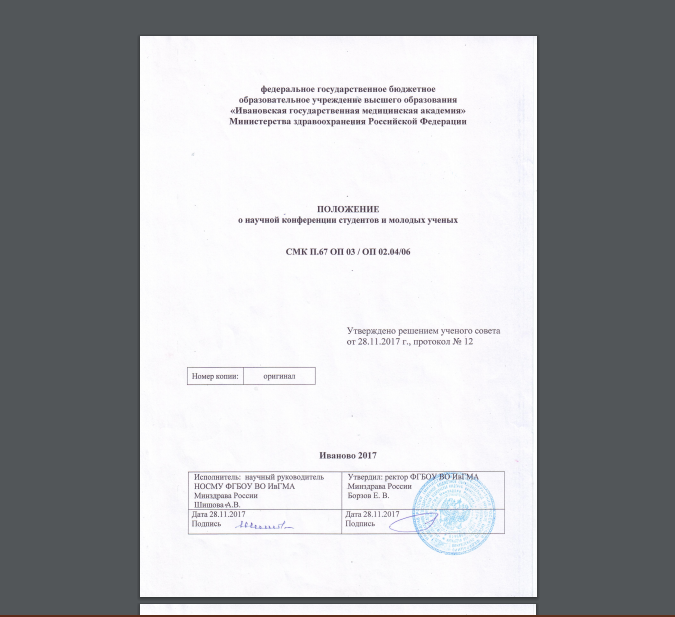 федеральное государственное бюджетное
образовательное учреждение высшего образования
«Ивановская государственная медицинская академия»
Министерства здравоохранения Российской Федерации
ПОЛОЖЕНИЕ
о научной конференции студентов и молодых ученых
СМК П.67 ОП 03 / ОП 02.04/06
Утверждено решением ученого совета
от 28.11.2017 г., протокол № 12
Номер копии: оригинал
Иваново 2017
Исполнитель: научный руководитель
НОСМУ ФГБОУ ВО ИвГМА
Минздрава России
Шишова А.В.
Дата 28.11.2017
Подпись
Утвердил: ректор ФГБОУ ВО ИвГМА
Минздрава России
Борзов Е. В.
Дата 28.11.2017
Подпись